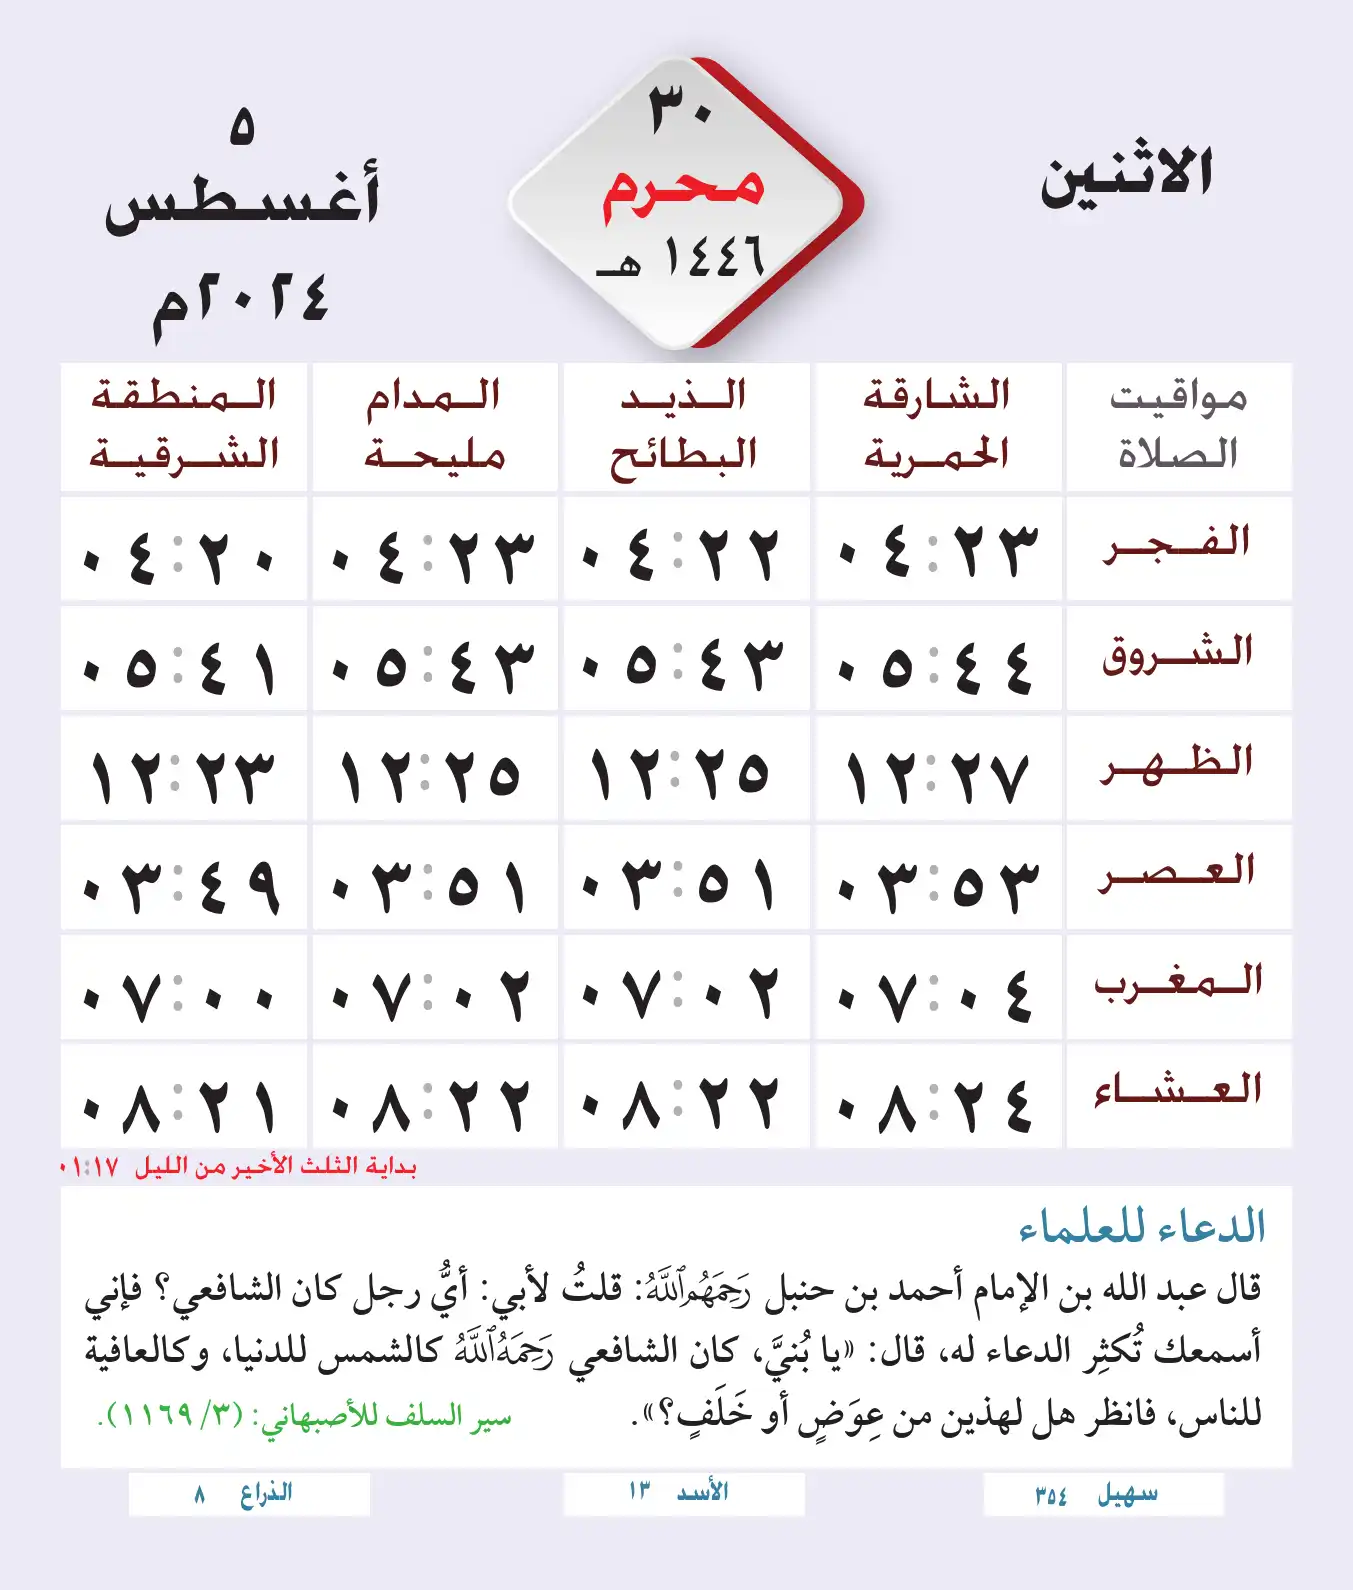 الاثنين
٣٠
محرم
١٤٤٦ هـ
٥
أغسطس
٢٠٢٤م
مواقيت الصلاة الشارقة الحمرية الذيد البطائح المدام مليحة المنطقة الشرقية
الفجر ٠٤:٢٣ ٠٤:٢٢ ٠٤:٢٣ ٠٤:٢٠
الشروق ٠٥:٤٤ ٠٥:٤٣ ٠٥:٤٣ ٠٥:٤١
الظهر ١٢:٢٧ ١٢:٢٥ ١٢:٢٥ ١٢:٢٣
العصر ٠٣:٥٣ ٠٣:٥١ ٠٣:٥١ ٠٣:٤٩
المغرب ٠٧:٠٤ ٠٧:٠٢ ٠٧:٠٢ ٠٧:٠٠
العشاء ٠٨:٢٤ ٠٨:٢٢ ٠٨:٢٢ ٠٨:٢١
بداية الثلث الأخير من الليل ٠١:١٧
الدعاء للعلماء
قال عبد الله بن الإمام أحمد بن حنبل رَحِمَهُمُ ٱللَّهُ: قلتُ لأبي: أيُّ رجل كان الشافعي؟ فإني
أسمعك تُكثِر الدعاء له، قال: «يا بُنيَّ، كان الشافعي رَحِمَهُ ٱللَّهُ كالشمس للدنيا، وكالعافية
للناس، فانظر هل لهذين من عِوَضٍ أو خَلَفٍ؟». سير السلف للأصبهاني: (٣/ ١١٦٩).
سهيل ٣٥٤ الأسد ١٣ الذراع ٨